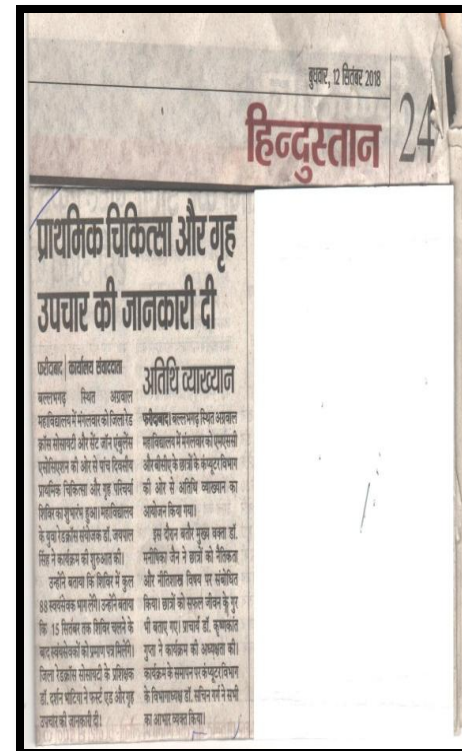 बुधवार, 12 सितंबर 2018
हिन्दुस्तान
24
प्राथमिक चिकित्सा और गृह
उपचार की जानकारी दी
फरीदाबाद | कार्यालय संवाददाता
बल्लभगढ़ स्थित अग्रवाल
महाविद्यालय में मंगलवार को जिला रेड
क्रॉस सोसायटी और सेंट जॉन एंबुलेंस
एसोसिएशन की ओर से पांच दिवसीय
प्राथमिक चिकित्सा और गृह परिचर्या
शिविर का शुभारंभ हुआ। महाविद्यालय
के युवा रेडक्रॉस संयोजक डॉ. जयपाल
सिंह ने कार्यक्रम की शुरुआत की।
उन्होंने बताया कि शिविर में कुल
88 स्वयंसेवक भाग लेंगे। उन्होंने बताया
कि 15 सितंबर तक शिविर चलने के
बाद स्वयंसेवकों को प्रमाण पत्र मिलेंगे।
जिला रेडक्रॉस सोसायटी के प्रशिक्षक
डॉ. दर्शन भाटिया ने फर्स्ट एड और गृह
उपचार की जानकारी दी।
अतिथि व्याख्यान
फरीदाबाद। बल्लभगढ़ स्थित अग्रवाल
महाविद्यालय में मंगलवार को एमएससी
और बीसीए के छात्रों के कंप्यूटर विभाग
की ओर से अतिथि व्याख्यान का
आयोजन किया गया।
इस दौरान बतौर मुख्य वक्ता डॉ.
मनीषिका जैन ने छात्रों को नैतिकता
और नीतिशास्त्र विषय पर संबोधित
किया। छात्रों को सफल जीवन के गुर
भी बताए गए। प्राचार्य डॉ. कृष्णकांत
गुप्ता ने कार्यक्रम की अध्यक्षता की।
कार्यक्रम के समापन पर कंप्यूटर विभाग
के विभागाध्यक्ष डॉ. सचिन गर्ग ने सभी
का आभार व्यक्त किया।